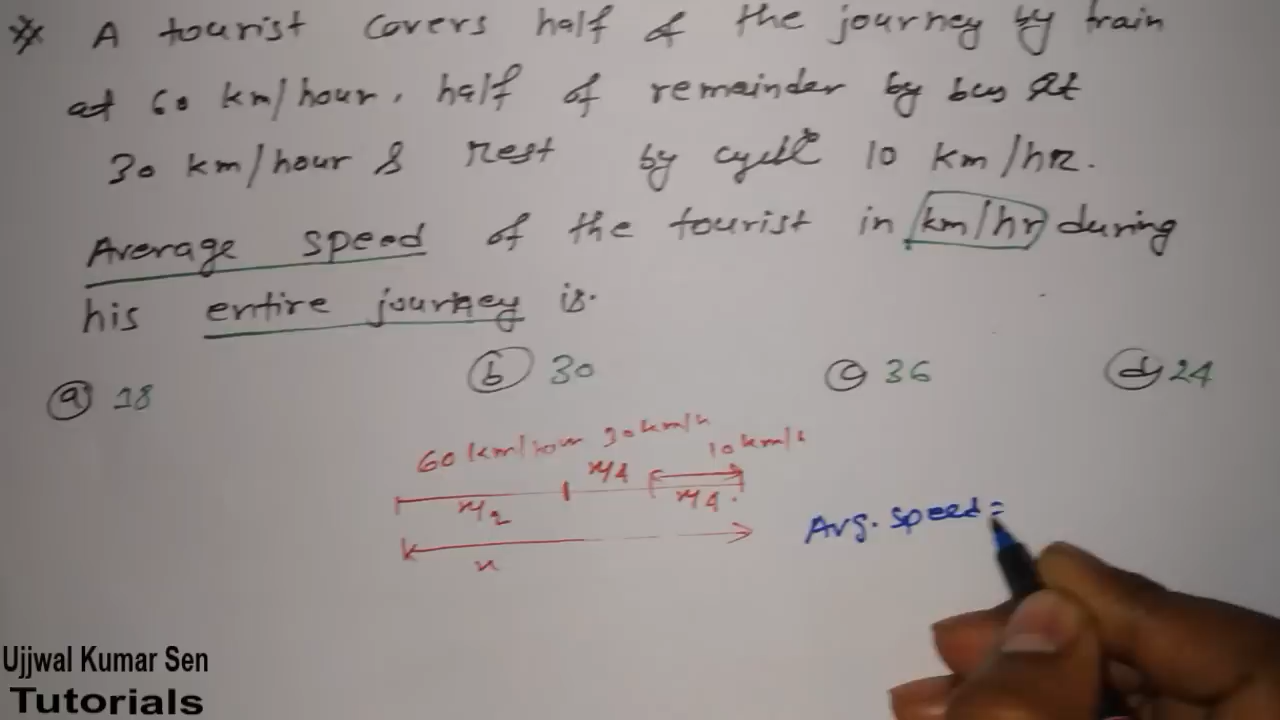 ※ A tourist covers half of the journey by train
at 60 km/hour, half of remainder by bus at
30 km/hour & rest by cycle 10 km/hr.
Average speed of the tourist in km/hr during
his entire journey is.
(a) 18 (b) 30 (c) 36 (d) 24
60 km/hour 30 km/h 10 km/h
x/2 x/4 x/4.
x
Avg. speed =
Ujjwal Kumar Sen
Tutorials